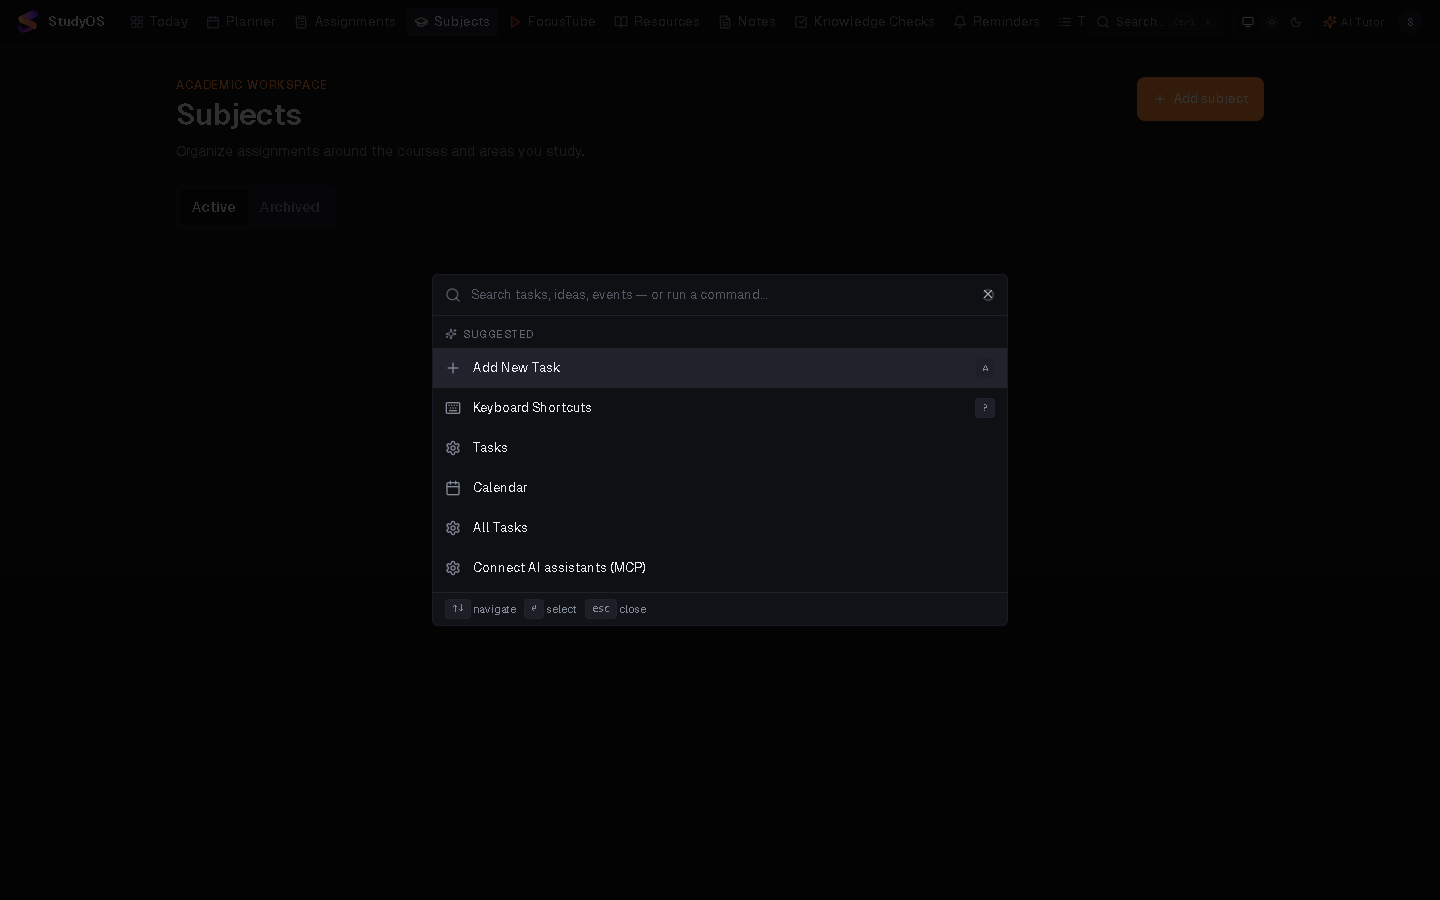 StudyOS
Today
Planner
Assignments
Subjects
FocusTube
Resources
Notes
Knowledge Checks
Reminders
T
Search...
Ctrl K
AI Tutor
S
ACADEMIC WORKSPACE
Subjects
Organize assignments around the courses and areas you study.
Add subject
Active
Archived
Search tasks, ideas, events — or run a command...
SUGGESTED
Add New Task
A
Keyboard Shortcuts
?
Tasks
Calendar
All Tasks
Connect AI assistants (MCP)
↑↓ navigate ↵ select esc close